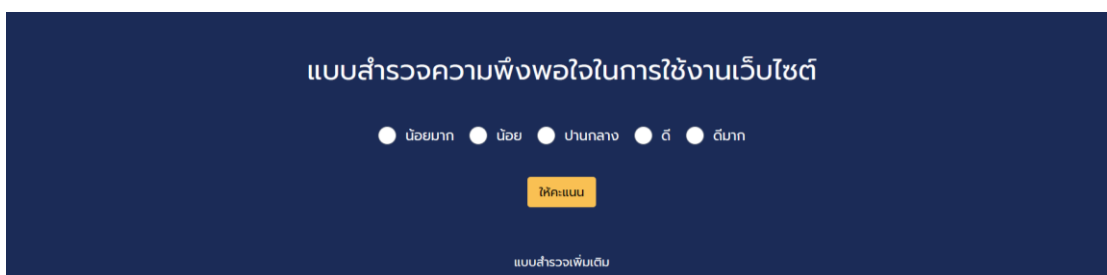 แบบสำรวจความพึงพอใจในการใช้งานเว็บไซต์
น้อยมาก น้อย ปานกลาง ดี ดีมาก
ให้คะแนน
แบบสำรวจเพิ่มเติม